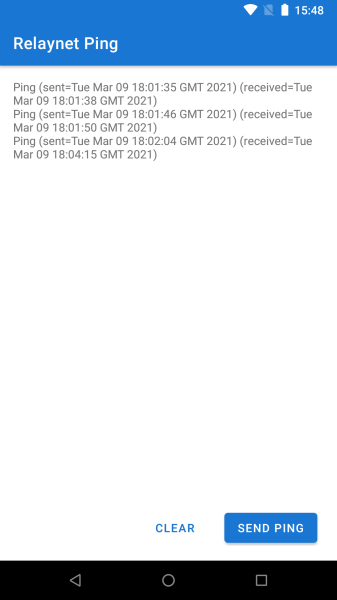 15:48
Relaynet Ping
Ping (sent=Tue Mar 09 18:01:35 GMT 2021) (received=Tue
Mar 09 18:01:38 GMT 2021)
Ping (sent=Tue Mar 09 18:01:46 GMT 2021) (received=Tue
Mar 09 18:01:50 GMT 2021)
Ping (sent=Tue Mar 09 18:02:04 GMT 2021) (received=Tue
Mar 09 18:04:15 GMT 2021)
CLEAR SEND PING